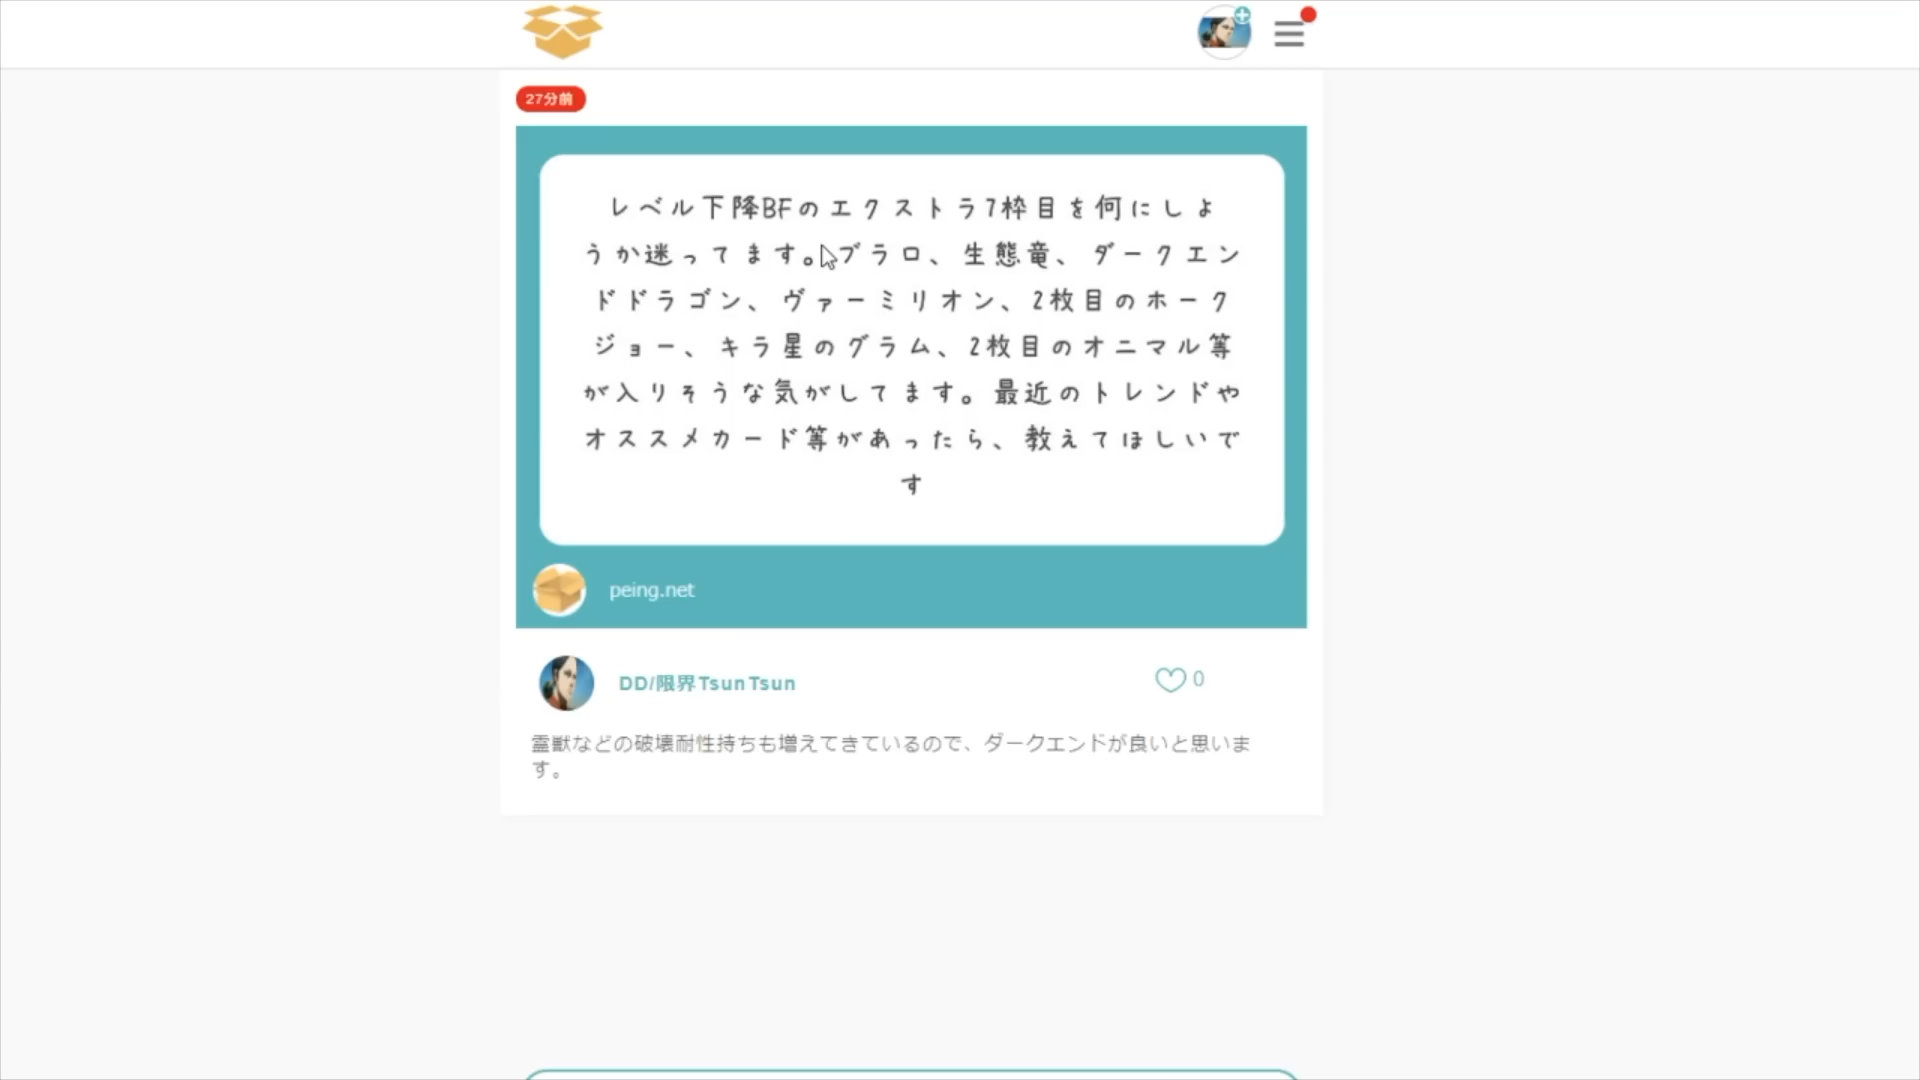 27分前
レベル下降BFのエクストラ7枠目を何にしよ
うか迷ってます。ブラロ、生態竜、ダークエン
ドドラゴン、ヴァーミリオン、2枚目のホーク
ジョー、キラ星のグラム、2枚目のオニマル等
が入りそうな気がしてます。最近のトレンドや
オススメカード等があったら、教えてほしいで
す
peing.net
DD/限界TsunTsun
0
霊獣などの破壊耐性持ちも増えてきているので、ダークエンドが良いと思いま
す。